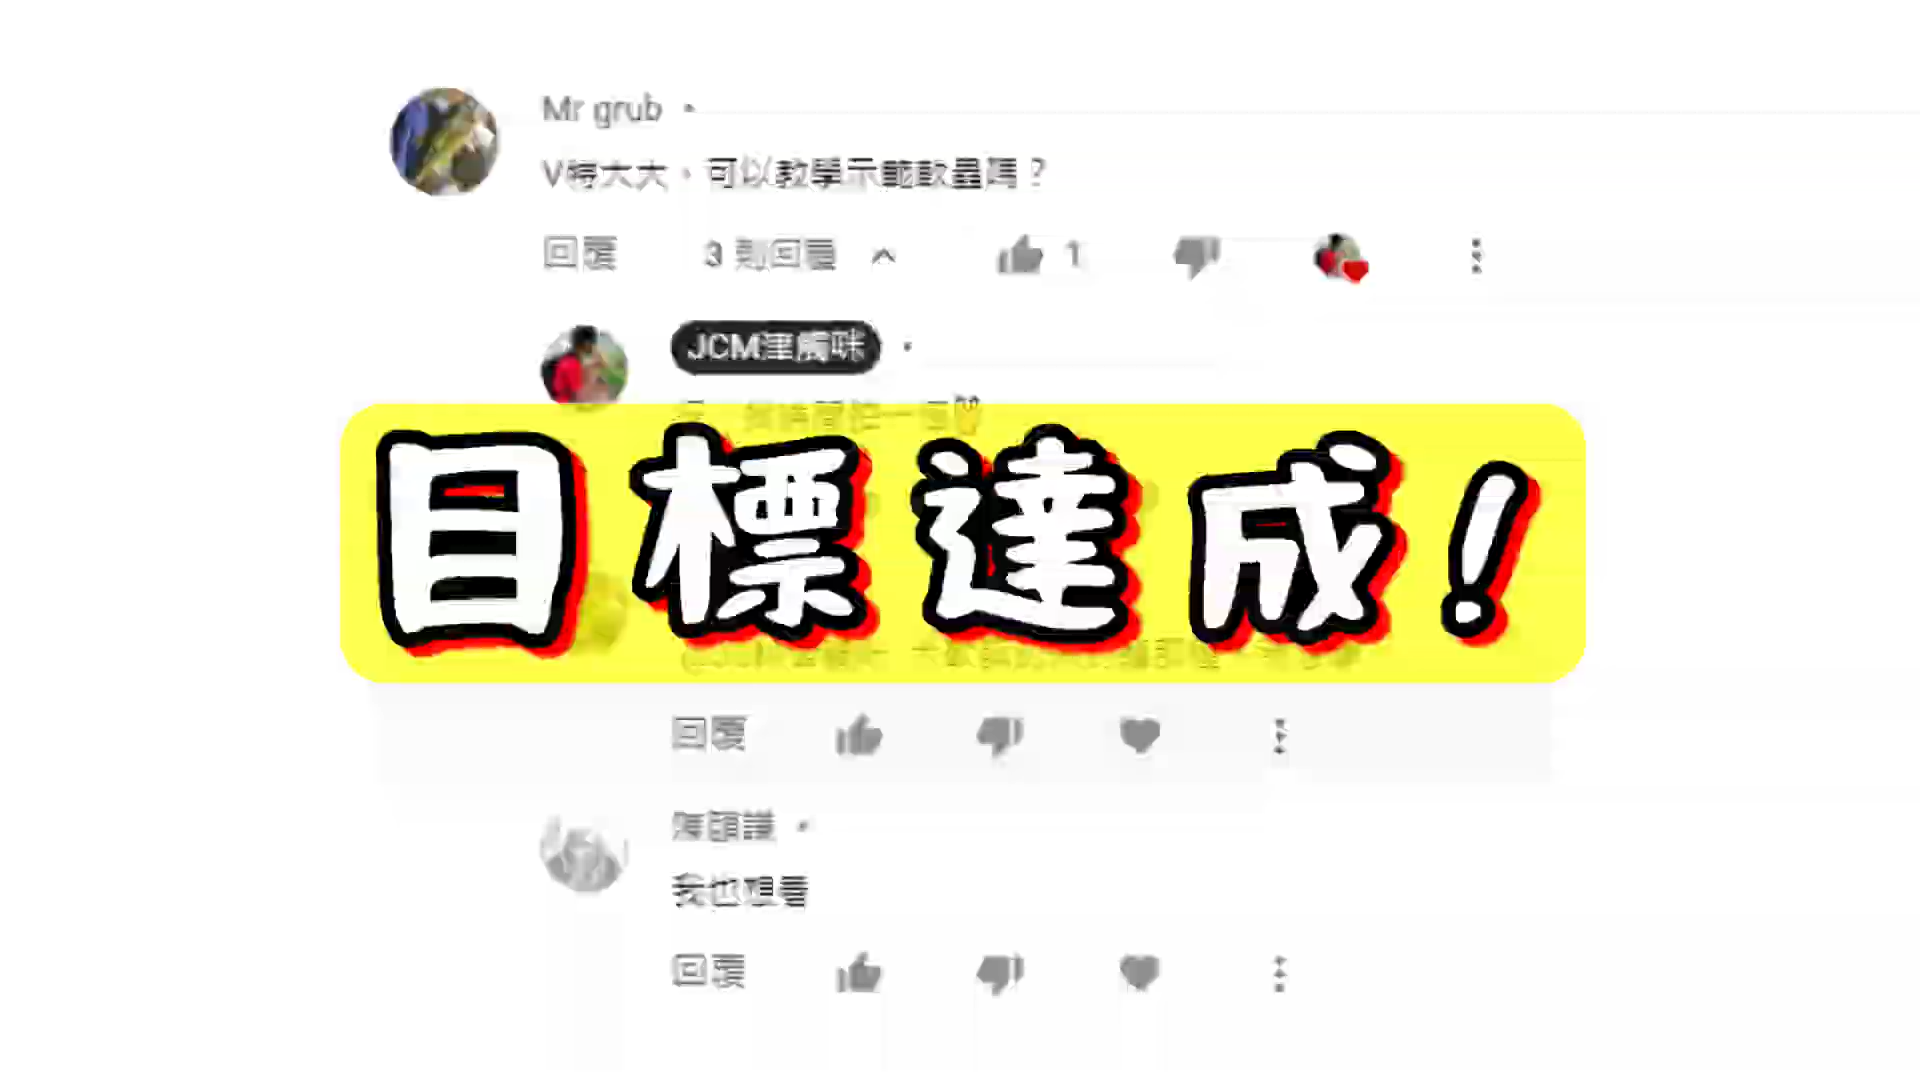 Mr grub •
V特大大，可以教學示範軟蟲嗎？
回覆 3 則回覆 1
JCM津觸咪 •
目標達成！
回覆
我也想看
回覆